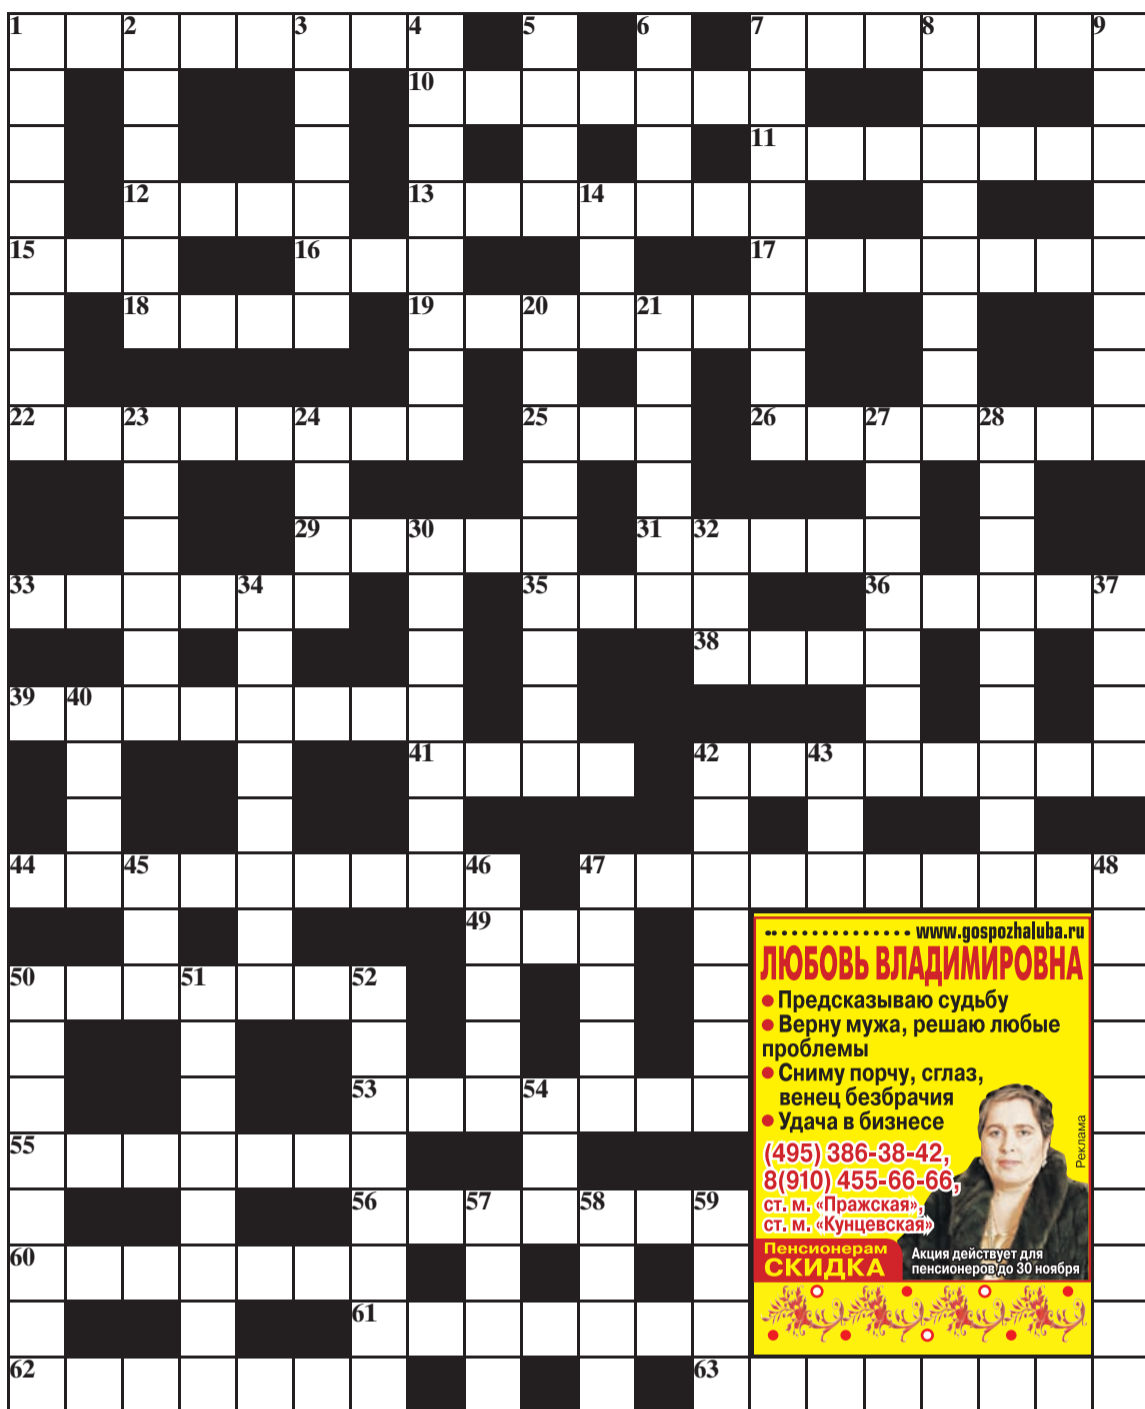 1 2 3 4 5 6 7 8 9
10
11
12 13 14
15 16 17
18 19 20 21
22 23 24 25 26 27 28
29 30 31 32
33 34 35 36 37
38
39 40
41 42 43
44 45 46 47 48
49
50 51 52
53 54
55
56 57 58 59
60
61
62 63
www.gospozhaluba.ru
ЛЮБОВЬ ВЛАДИМИРОВНА
• Предсказываю судьбу
• Верну мужа, решаю любые
проблемы
• Сниму порчу, сглаз,
венец безбрачия
• Удача в бизнесе
(495) 386-38-42,
8(910) 455-66-66,
ст. м. «Пражская»,
ст. м. «Кунцевская»
Реклама
Пенсионерам
СКИДКА
Акция действует для
пенсионеров до 30 ноября